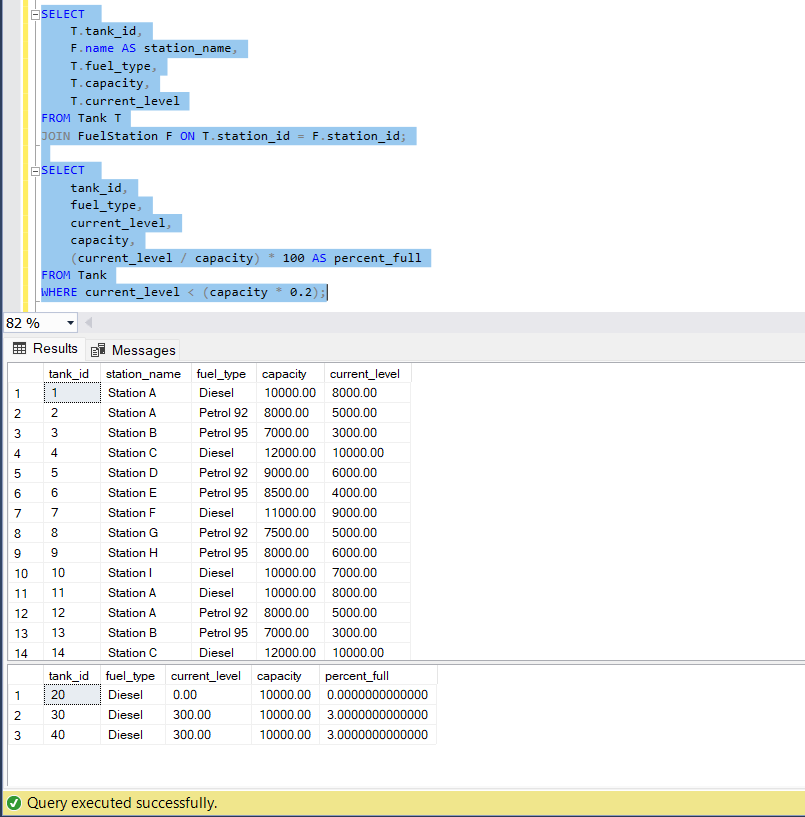 SELECT
T.tank_id,
F.name AS station_name,
T.fuel_type,
T.capacity,
T.current_level
FROM Tank T
JOIN FuelStation F ON T.station_id = F.station_id;
SELECT
tank_id,
fuel_type,
current_level,
capacity,
(current_level / capacity) * 100 AS percent_full
FROM Tank
WHERE current_level < (capacity * 0.2);
82 %
Results Messages
tank_id station_name fuel_type capacity current_level
1 1 Station A Diesel 10000.00 8000.00
2 2 Station A Petrol 92 8000.00 5000.00
3 3 Station B Petrol 95 7000.00 3000.00
4 4 Station C Diesel 12000.00 10000.00
5 5 Station D Petrol 92 9000.00 6000.00
6 6 Station E Petrol 95 8500.00 4000.00
7 7 Station F Diesel 11000.00 9000.00
8 8 Station G Petrol 92 7500.00 5000.00
9 9 Station H Petrol 95 8000.00 6000.00
10 10 Station I Diesel 10000.00 7000.00
11 11 Station A Diesel 10000.00 8000.00
12 12 Station A Petrol 92 8000.00 5000.00
13 13 Station B Petrol 95 7000.00 3000.00
14 14 Station C Diesel 12000.00 10000.00
tank_id fuel_type current_level capacity percent_full
1 20 Diesel 0.00 10000.00 0.0000000000000
2 30 Diesel 300.00 10000.00 3.0000000000000
3 40 Diesel 300.00 10000.00 3.0000000000000
Query executed successfully.